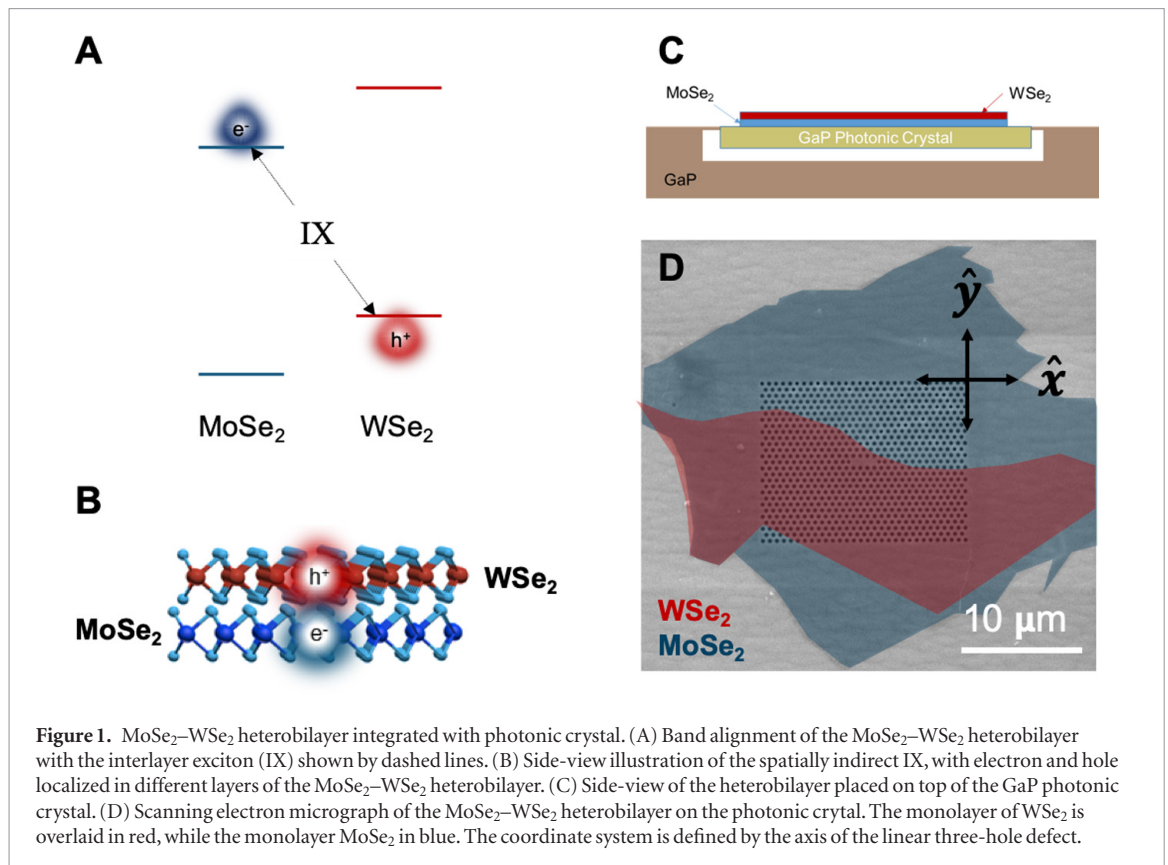 A
e⁻
IX
h⁺
MoSe₂
WSe₂
B
h⁺
WSe₂
MoSe₂
e⁻
C
MoSe₂
WSe₂
GaP Photonic Crystal
GaP
D
ŷ
x̂
WSe₂
MoSe₂
10 μm
Figure 1. MoSe₂–WSe₂ heterobilayer integrated with photonic crystal. (A) Band alignment of the MoSe₂–WSe₂ heterobilayer
with the interlayer exciton (IX) shown by dashed lines. (B) Side-view illustration of the spatially indirect IX, with electron and hole
localized in different layers of the MoSe₂–WSe₂ heterobilayer. (C) Side-view of the heterobilayer placed on top of the GaP photonic
crystal. (D) Scanning electron micrograph of the MoSe₂–WSe₂ heterobilayer on the photonic crytal. The monolayer of WSe₂ is
overlaid in red, while the monolayer MoSe₂ in blue. The coordinate system is defined by the axis of the linear three-hole defect.